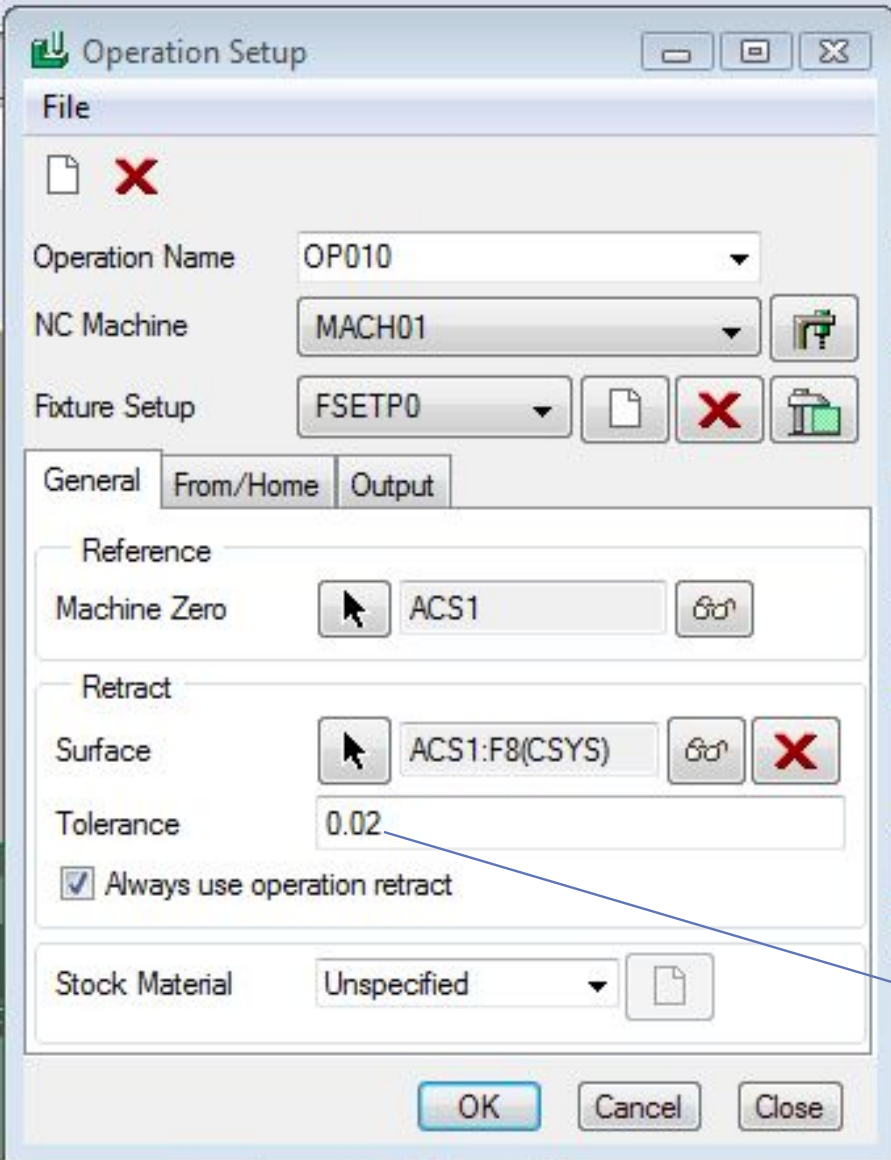 Operation Setup
File
Operation Name OP010
NC Machine MACH01
Fixture Setup FSETP0
General From/Home Output
Reference
Machine Zero ACS1
Retract
Surface ACS1:F8(CSYS)
Tolerance 0.02
Always use operation retract
Stock Material Unspecified
OK Cancel Close